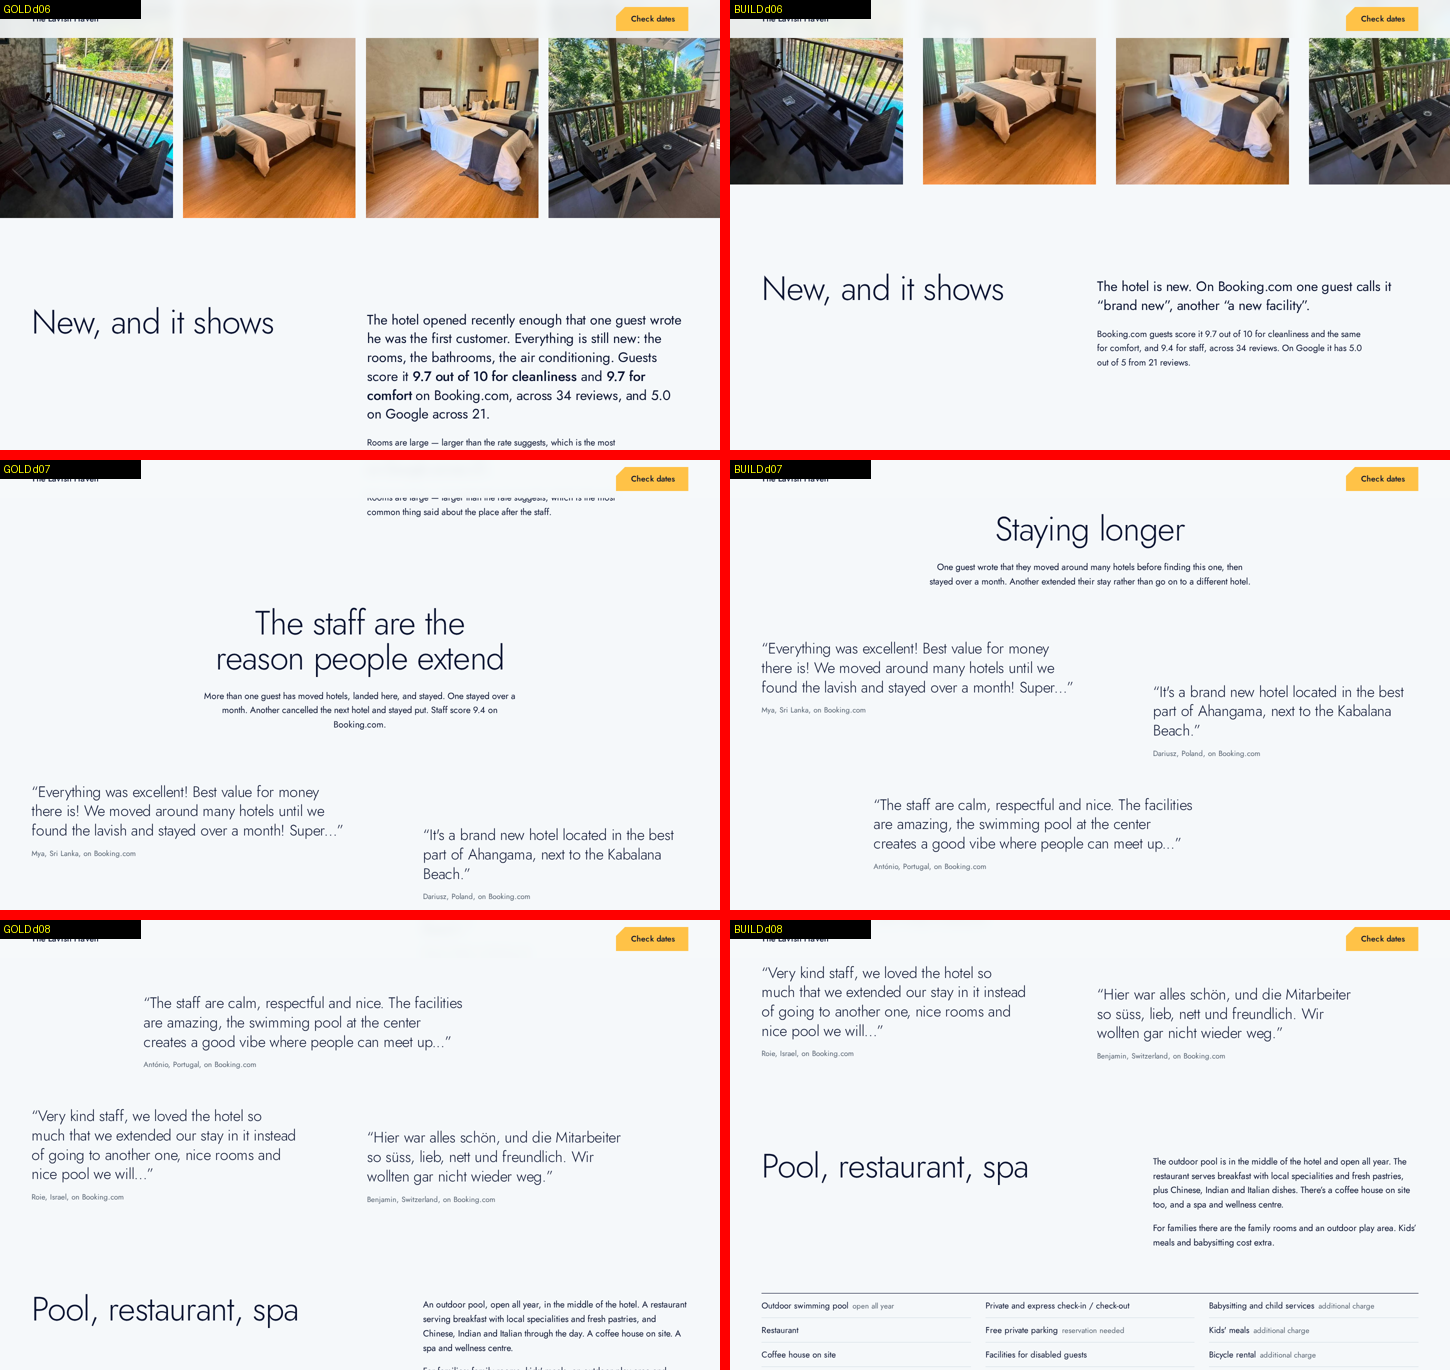 GOLD d06
The Lavish Haven
Check dates
New, and it shows
The hotel opened recently enough that one guest wrote
he was the first customer. Everything is still new: the
rooms, the bathrooms, the air conditioning. Guests
score it 9.7 out of 10 for cleanliness and 9.7 for
comfort on Booking.com, across 34 reviews, and 5.0
on Google across 21.
Rooms are large — larger than the rate suggests, which is the most
BUILD d06
The Lavish Haven
Check dates
New, and it shows
The hotel is new. On Booking.com one guest calls it
“brand new”, another “a new facility”.
Booking.com guests score it 9.7 out of 10 for cleanliness and the same
for comfort, and 9.4 for staff, across 34 reviews. On Google it has 5.0
out of 5 from 21 reviews.
GOLD d07
The Lavish Haven
Check dates
Rooms are large — larger than the rate suggests, which is the most
common thing said about the place after the staff.
The staff are the
reason people extend
More than one guest has moved hotels, landed here, and stayed. One stayed over a
month. Another cancelled the next hotel and stayed put. Staff score 9.4 on
Booking.com.
“Everything was excellent! Best value for money
there is! We moved around many hotels until we
found the lavish and stayed over a month! Super...”
Mya, Sri Lanka, on Booking.com
“It's a brand new hotel located in the best
part of Ahangama, next to the Kabalana
Beach.”
Dariusz, Poland, on Booking.com
BUILD d07
The Lavish Haven
Check dates
Staying longer
One guest wrote that they moved around many hotels before finding this one, then
stayed over a month. Another extended their stay rather than go on to a different hotel.
“Everything was excellent! Best value for money
there is! We moved around many hotels until we
found the lavish and stayed over a month! Super...”
Mya, Sri Lanka, on Booking.com
“It's a brand new hotel located in the best
part of Ahangama, next to the Kabalana
Beach.”
Dariusz, Poland, on Booking.com
“The staff are calm, respectful and nice. The facilities
are amazing, the swimming pool at the center
creates a good vibe where people can meet up...”
António, Portugal, on Booking.com
GOLD d08
The Lavish Haven
Check dates
“The staff are calm, respectful and nice. The facilities
are amazing, the swimming pool at the center
creates a good vibe where people can meet up...”
António, Portugal, on Booking.com
“Very kind staff, we loved the hotel so
much that we extended our stay in it instead
of going to another one, nice rooms and
nice pool we will...”
Roie, Israel, on Booking.com
“Hier war alles schön, und die Mitarbeiter
so süss, lieb, nett und freundlich. Wir
wollten gar nicht wieder weg.”
Benjamin, Switzerland, on Booking.com
Pool, restaurant, spa
An outdoor pool, open all year, in the middle of the hotel. A restaurant
serving breakfast with local specialities and fresh pastries, and
Chinese, Indian and Italian through the day. A coffee house on site. A
spa and wellness centre.
BUILD d08
The Lavish Haven
Check dates
“Very kind staff, we loved the hotel so
much that we extended our stay in it instead
of going to another one, nice rooms and
nice pool we will...”
Roie, Israel, on Booking.com
“Hier war alles schön, und die Mitarbeiter
so süss, lieb, nett und freundlich. Wir
wollten gar nicht wieder weg.”
Benjamin, Switzerland, on Booking.com
Pool, restaurant, spa
The outdoor pool is in the middle of the hotel and open all year. The
restaurant serves breakfast with local specialities and fresh pastries,
plus Chinese, Indian and Italian dishes. There's a coffee house on site
too, and a spa and wellness centre.
For families there are the family rooms and an outdoor play area. Kids'
meals and babysitting cost extra.
Outdoor swimming pool open all year
Private and express check-in / check-out
Babysitting and child services additional charge
Restaurant
Free private parking reservation needed
Kids' meals additional charge
Coffee house on site
Facilities for disabled guests
Bicycle rental additional charge